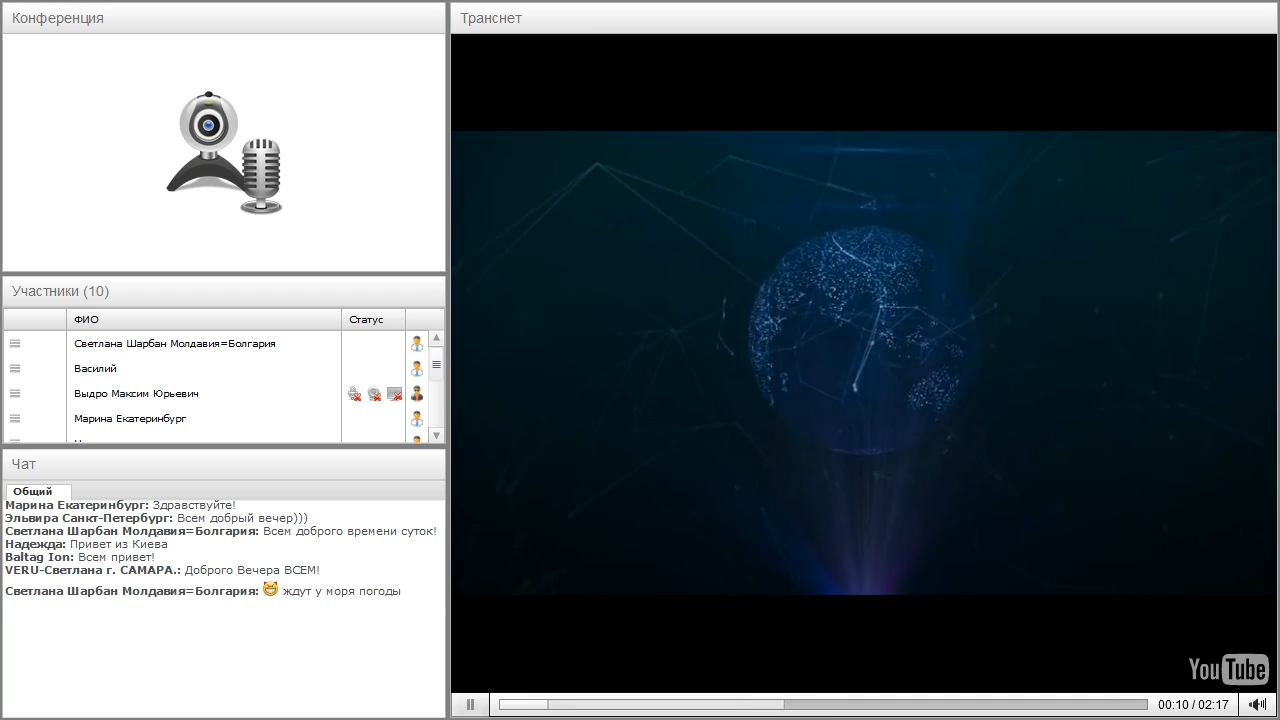 Конференция
Транснет
Участники (10)
ФИО Статус
Светлана Шарбан Молдавия=Болгария
Василий
Выдро Максим Юрьевич
Марина Екатеринбург
Чат
Общий
Марина Екатеринбург: Здравствуйте!
Эльвира Санкт-Петербург: Всем добрый вечер)))
Светлана Шарбан Молдавия=Болгария: Всем доброго времени суток!
Надежда: Привет из Киева
Baltag Ion: Всем привет!
VERU-Светлана г. САМАРА.: Доброго Вечера ВСЕМ!
Светлана Шарбан Молдавия=Болгария: ждут у моря погоды
YouTube
00:10 / 02:17